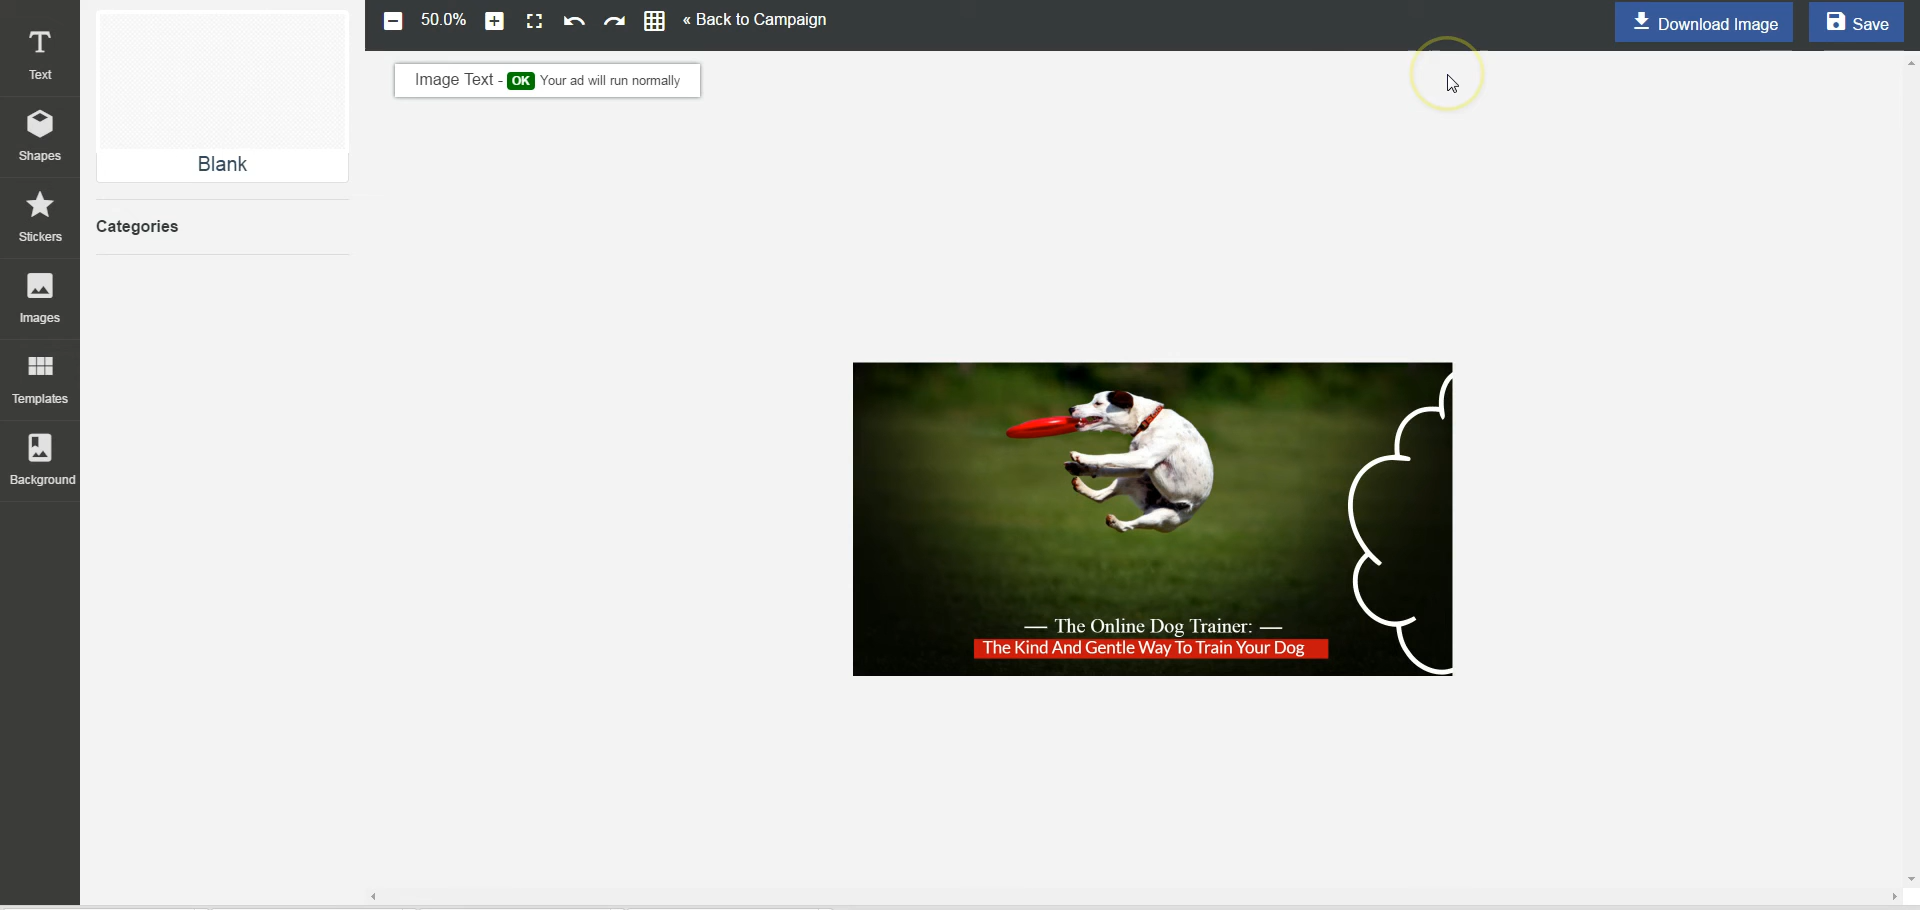 50.0%
« Back to Campaign
Download Image
Save
Text
Shapes
Stickers
Images
Templates
Background
Blank
Categories
Image Text - OK Your ad will run normally
The Online Dog Trainer:
The Kind And Gentle Way To Train Your Dog